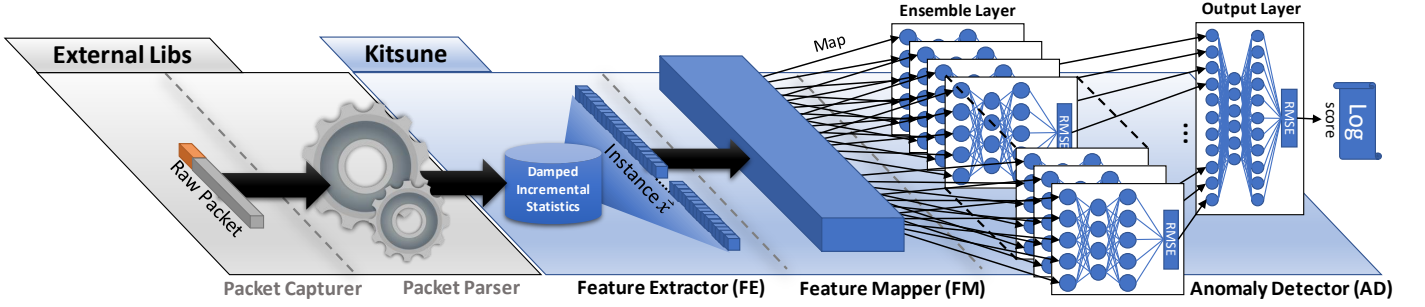 External Libs
Kitsune
Ensemble Layer
Output Layer
Map
Raw Packet
Damped
Incremental
Statistics
Instance x⃗
RMSE
RMSE
RMSE
score
Log
Packet Capturer
Packet Parser
Feature Extractor (FE)
Feature Mapper (FM)
Anomaly Detector (AD)